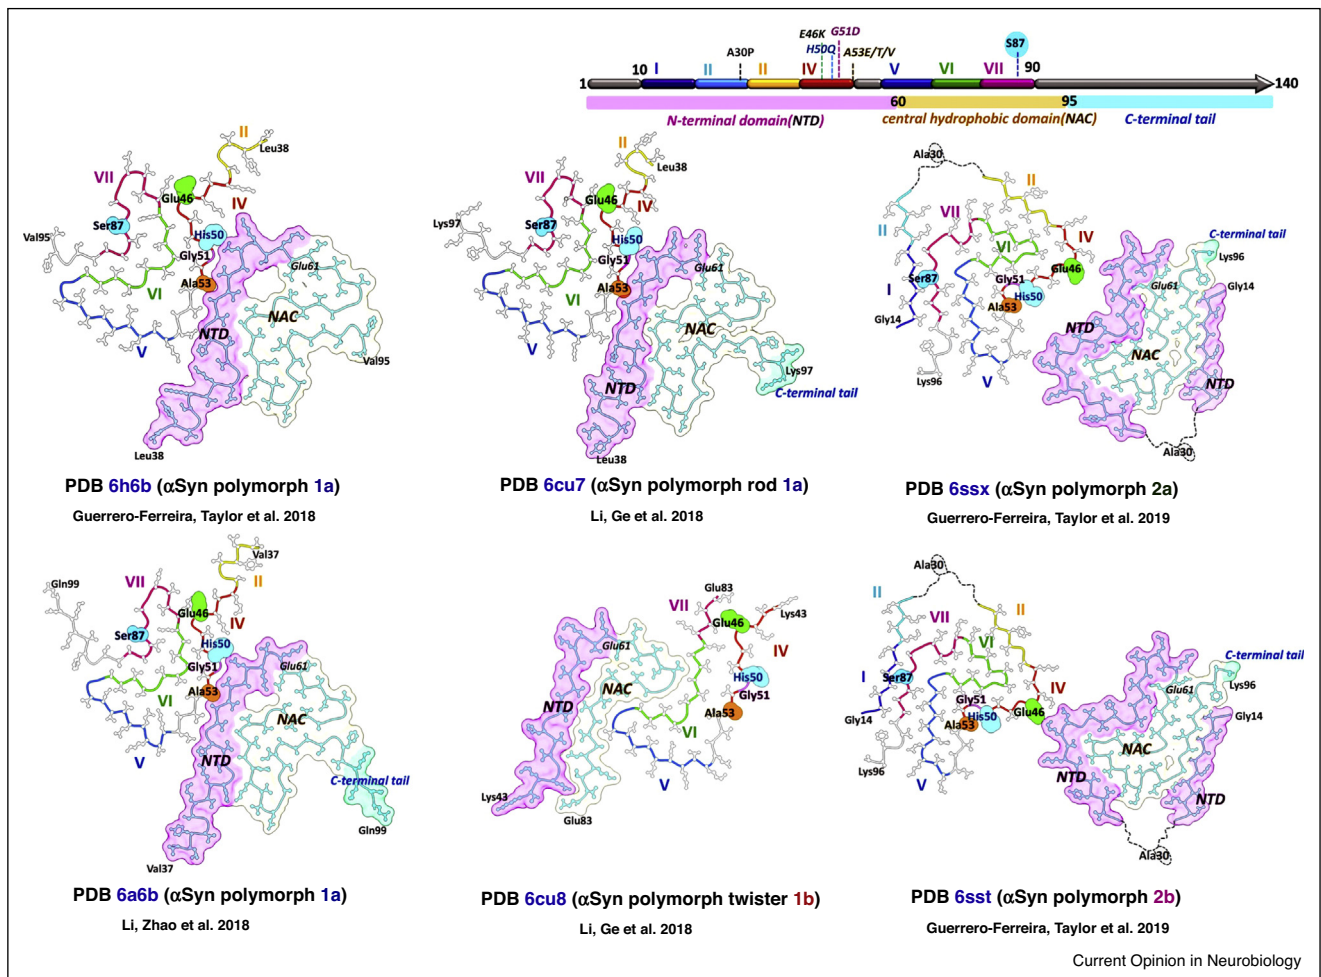 E46K
G51D
H50Q
A30P
A53E/T/V
S87
I
II
II
IV
V
VI
VII
1
10
90
140
60
95
N-terminal domain(NTD)
central hydrophobic domain(NAC)
C-terminal tail
II
Leu38
VII
Glu46
IV
Ser87
His50
Val95
Gly51
Glu61
Ala53
VI
NAC
NTD
V
Val95
Leu38
PDB 6h6b (αSyn polymorph 1a)
Guerrero-Ferreira, Taylor et al. 2018
II
Leu38
VII
Glu46
IV
Lys97
Ser87
His50
Gly51
Glu61
Ala53
VI
NAC
V
NTD
Lys97
C-terminal tail
Leu38
PDB 6cu7 (αSyn polymorph rod 1a)
Li, Ge et al. 2018
Ala30
II
VII
II
IV
VI
C-terminal tail
Lys96
Glu46
Ser87
Gly51
Glu61
Gly14
I
His50
Ala53
Gly14
NTD
NAC
Lys96
V
NTD
Ala30
PDB 6ssx (αSyn polymorph 2a)
Guerrero-Ferreira, Taylor et al. 2019
Val37
Gln99
VII
II
Glu46
IV
Ser87
His50
Gly51
Glu61
Ala53
VI
NAC
V
NTD
C-terminal tail
Gln99
Val37
PDB 6a6b (αSyn polymorph 1a)
Li, Zhao et al. 2018
Glu83
VII
Lys43
Glu46
Glu61
IV
His50
NAC
Gly51
NTD
Ala53
VI
V
Lys43
Glu83
PDB 6cu8 (αSyn polymorph twister 1b)
Li, Ge et al. 2018
Ala30
II
VII
II
VI
C-terminal tail
I
Ser87
IV
Glu61
Lys96
Gly51
Gly14
His50
Glu46
Gly14
Ala53
NAC
Lys96
V
NTD
NTD
Ala30
PDB 6sst (αSyn polymorph 2b)
Guerrero-Ferreira, Taylor et al. 2019
Current Opinion in Neurobiology